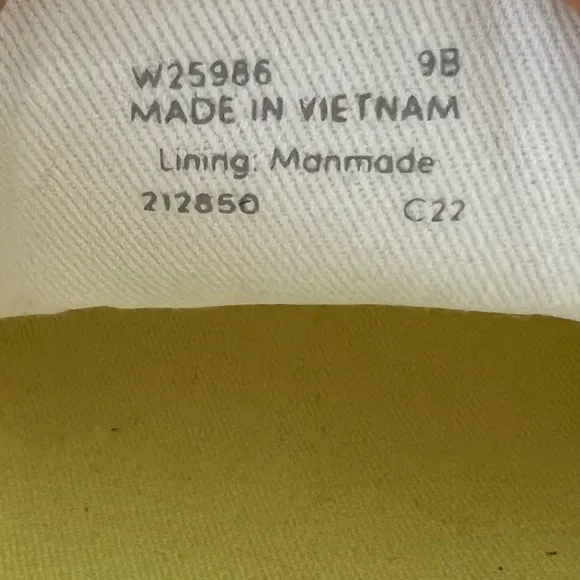 W25986 9B
MADE IN VIETNAM
Lining: Manmade
212850 C22